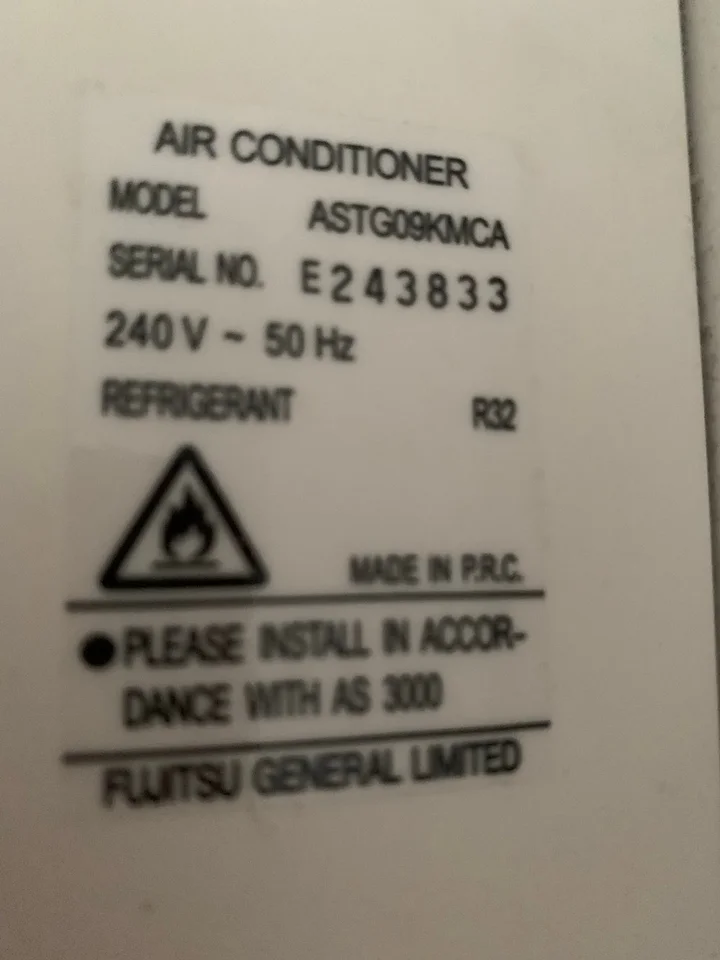 AIR CONDITIONER
MODEL ASTG09KMCA
SERIAL NO. E243833
240V ~ 50 Hz
REFRIGERANT R32
MADE IN P.R.C.
●PLEASE INSTALL IN ACCOR-
DANCE WITH AS 3000
FUJITSU GENERAL LIMITED